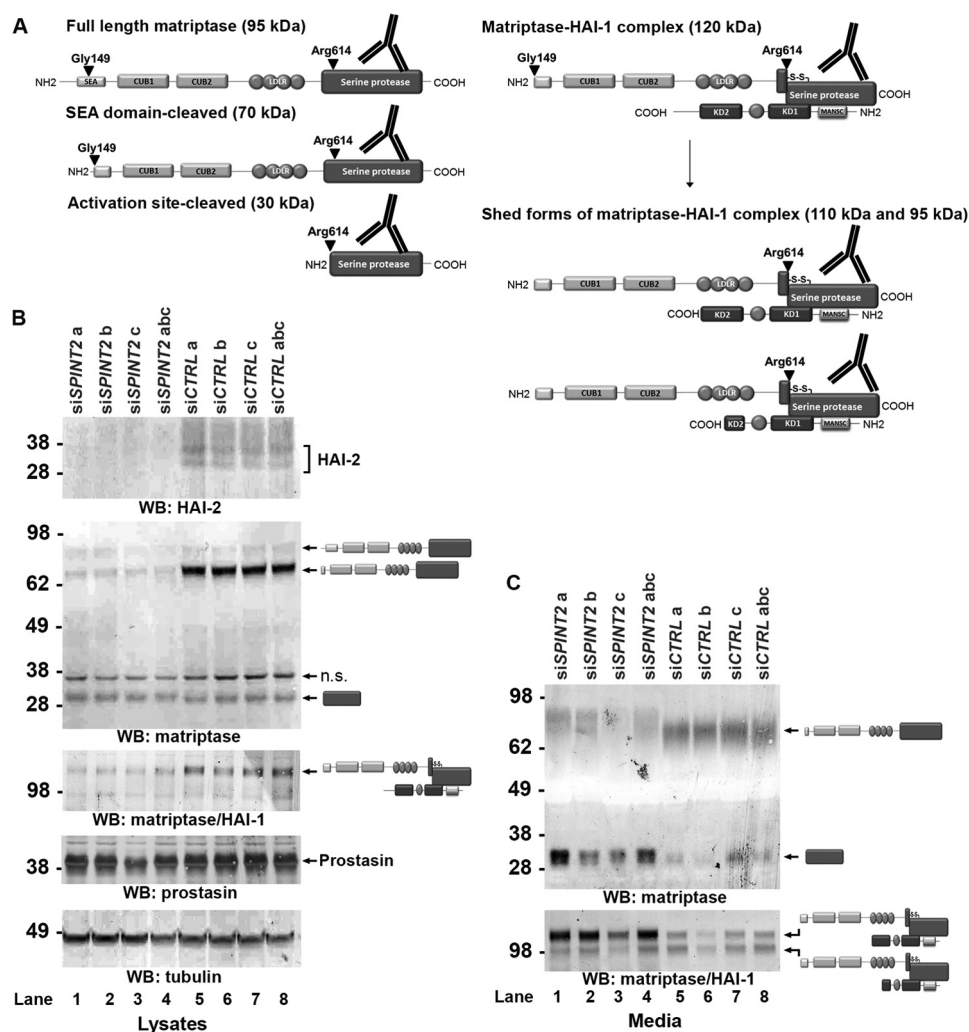 A
Full length matriptase (95 kDa)
Gly149
Arg614
NH2 SEA CUB1 CUB2 LDLR Serine protease COOH
SEA domain-cleaved (70 kDa)
Gly149
Arg614
NH2 CUB1 CUB2 LDLR Serine protease COOH
Activation site-cleaved (30 kDa)
Arg614
NH2 Serine protease COOH
Matriptase-HAI-1 complex (120 kDa)
Gly149
Arg614
NH2 CUB1 CUB2 LDLR -S-S- Serine protease COOH
COOH KD2 KD1 MANSC NH2
Shed forms of matriptase-HAI-1 complex (110 kDa and 95 kDa)
Arg614
NH2 CUB1 CUB2 LDLR -S-S- Serine protease COOH
COOH KD2 KD1 MANSC NH2
Arg614
NH2 CUB1 CUB2 LDLR -S-S- Serine protease COOH
COOH KD2 KD1 MANSC NH2
B
siSPINT2 a
siSPINT2 b
siSPINT2 c
siSPINT2 abc
siCTRL a
siCTRL b
siCTRL c
siCTRL abc
38
28
HAI-2
WB: HAI-2
98
62
49
38
28
n.s.
WB: matriptase
98
-S-S-
WB: matriptase/HAI-1
38
Prostasin
WB: prostasin
49
WB: tubulin
Lane 1 2 3 4 5 6 7 8
Lysates
C
siSPINT2 a
siSPINT2 b
siSPINT2 c
siSPINT2 abc
siCTRL a
siCTRL b
siCTRL c
siCTRL abc
98
62
49
38
28
WB: matriptase
98
-S-S-
-S-S-
WB: matriptase/HAI-1
Lane 1 2 3 4 5 6 7 8
Media